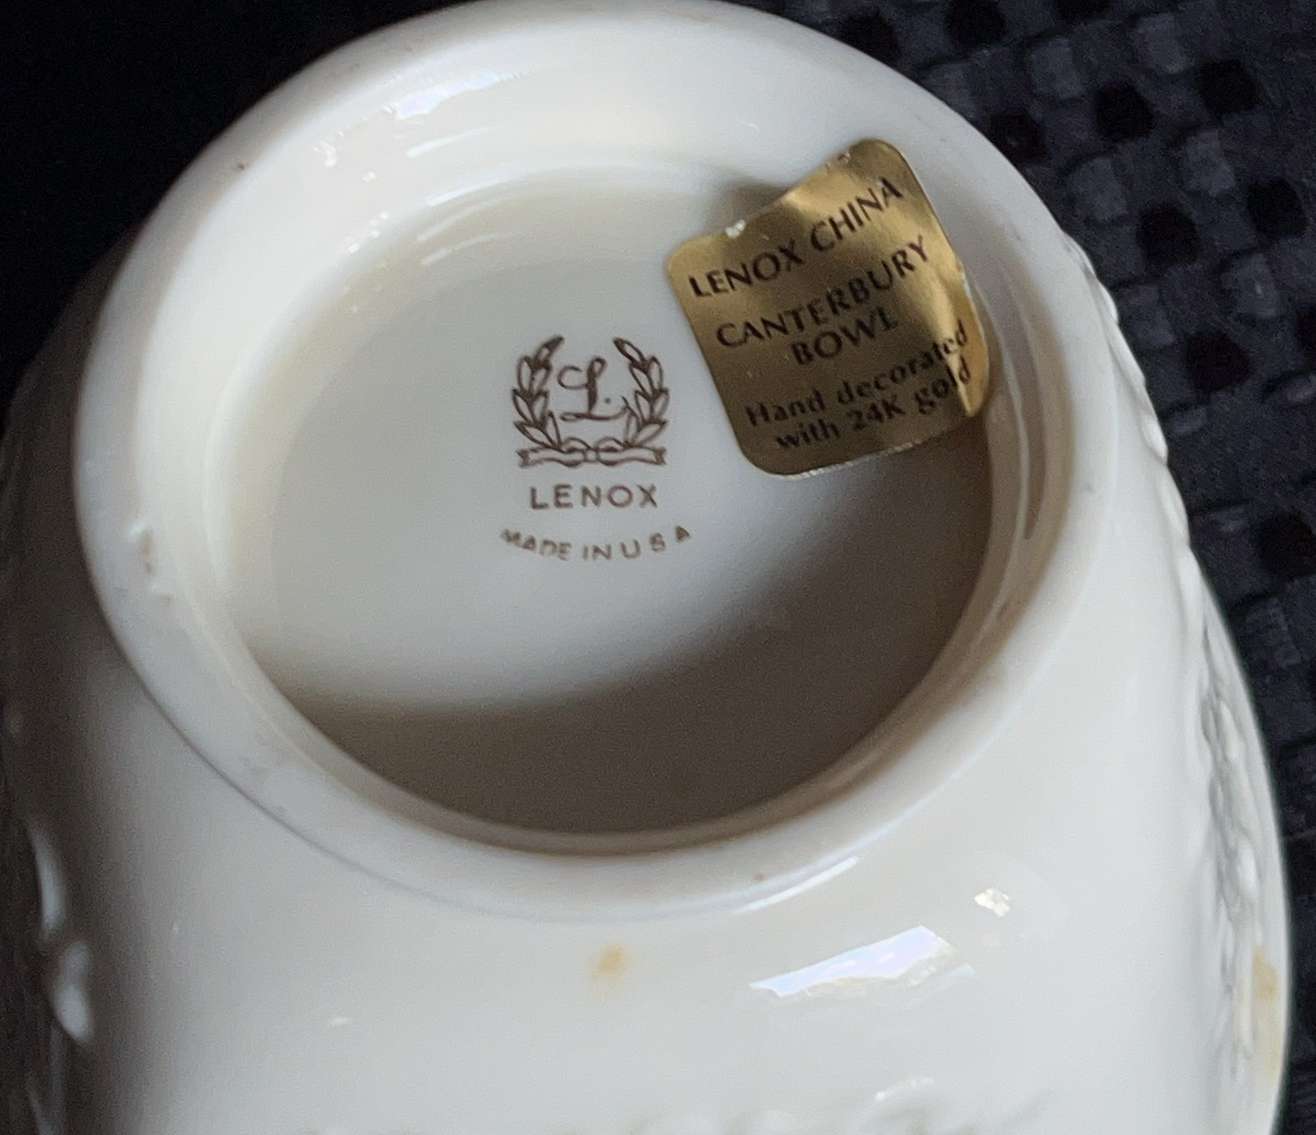 L.
LENOX
MADE IN U S A
LENOX CHINA
CANTERBURY
BOWL
Hand decorated
with 24K gold